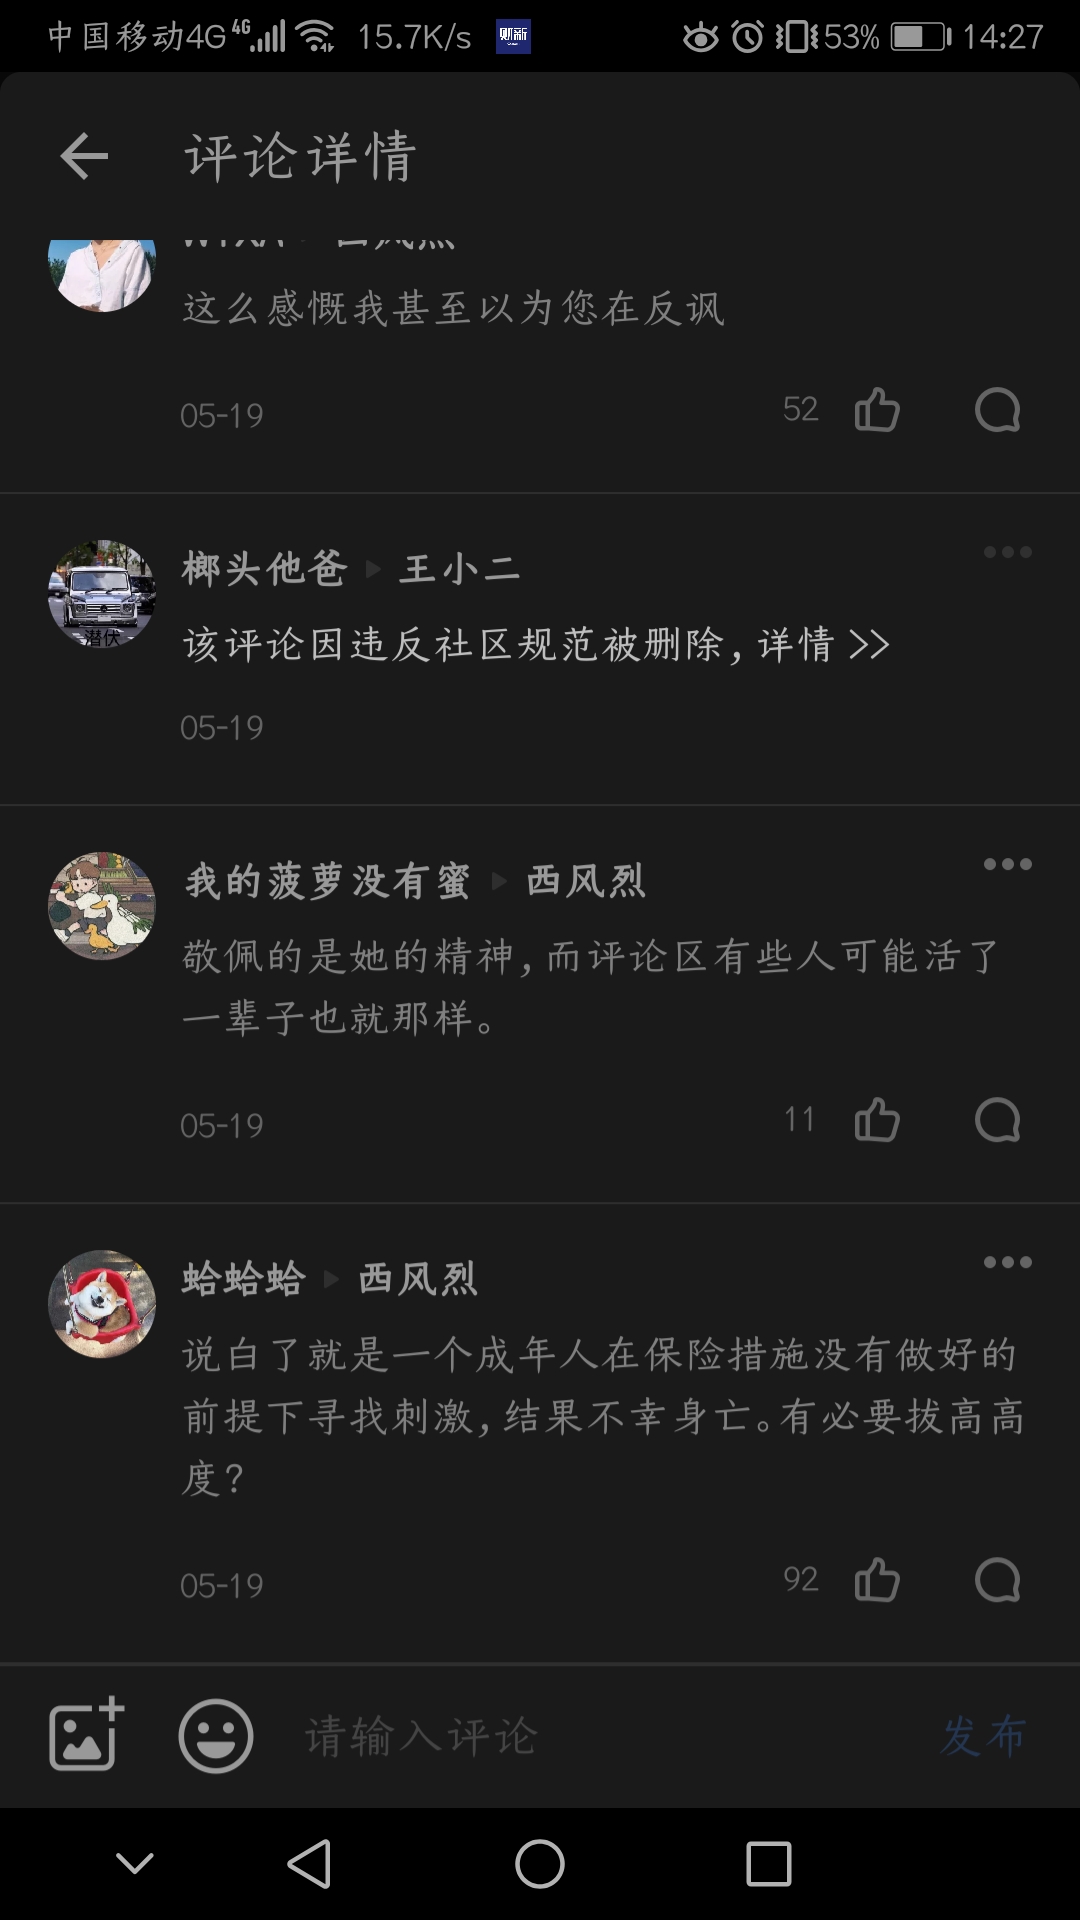 中国移动4G 4G 15.7K/s 财新 53% 14:27
评论详情
西风烈
这么感慨我甚至以为您在反讽
05-19 52
榔头他爸 王小二
潜伏
该评论因违反社区规范被删除,详情 >>
05-19
我的菠萝没有蜜 西风烈
敬佩的是她的精神,而评论区有些人可能活了
一辈子也就那样。
05-19 11
蛤蛤蛤 西风烈
说白了就是一个成年人在保险措施没有做好的
前提下寻找刺激,结果不幸身亡。有必要拔高高
度?
05-19 92
请输入评论 发布